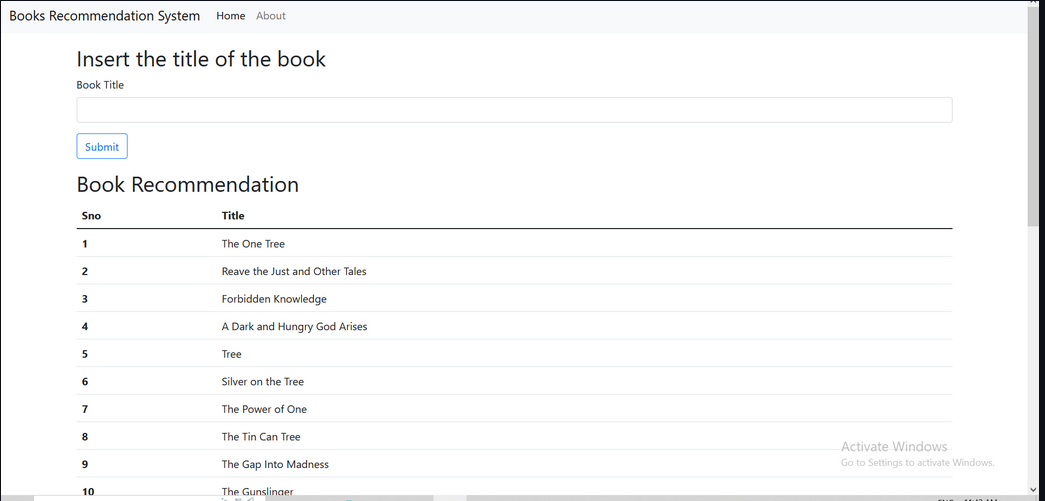 Books Recommendation System Home About
Insert the title of the book
Book Title
Submit
Book Recommendation
Sno Title
1 The One Tree
2 Reave the Just and Other Tales
3 Forbidden Knowledge
4 A Dark and Hungry God Arises
5 Tree
6 Silver on the Tree
7 The Power of One
8 The Tin Can Tree
9 The Gap Into Madness
10 The Gunslinger
Activate Windows
Go to Settings to activate Windows.